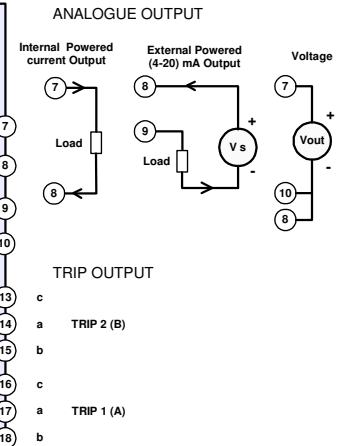 ANALOGUE OUTPUT
Internal Powered
current Output
External Powered
(4-20) mA Output
Voltage
7
8
7
9
+
+
7
Load
V s
Vout
8
Load
-
-
8
10
9
8
10
TRIP OUTPUT
13 c
14 a TRIP 2 (B)
15 b
16 c
17 a TRIP 1 (A)
18 b